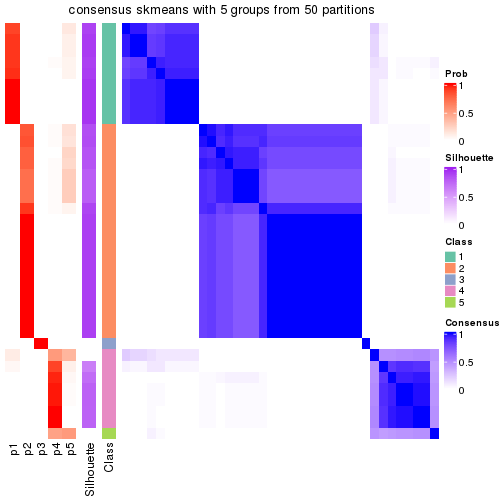 consensus skmeans with 5 groups from 50 partitions
Prob
1
0.5
0
Silhouette
1
0.5
0
Class
1
2
3
4
5
Consensus
1
0.5
0
p1
p2
p3
p4
p5
Silhouette
Class